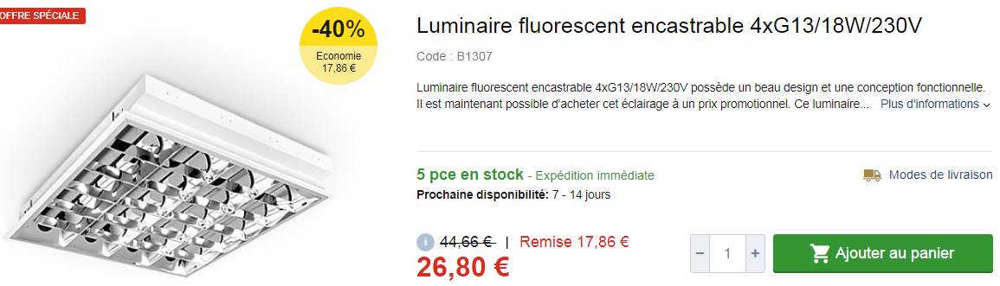 OFFRE SPÉCIALE
-40%
Economie
17,86 €
Luminaire fluorescent encastrable 4xG13/18W/230V
Code : B1307
Luminaire fluorescent encastrable 4xG13/18W/230V possède un beau design et une conception fonctionnelle.
Il est maintenant possible d'acheter cet éclairage à un prix promotionnel. Ce luminaire... Plus d'informations
5 pce en stock - Expédition immédiate
Modes de livraison
Prochaine disponibilité: 7 - 14 jours
i 44,66 € | Remise 17,86 €
26,80 €
− 1 +
Ajouter au panier